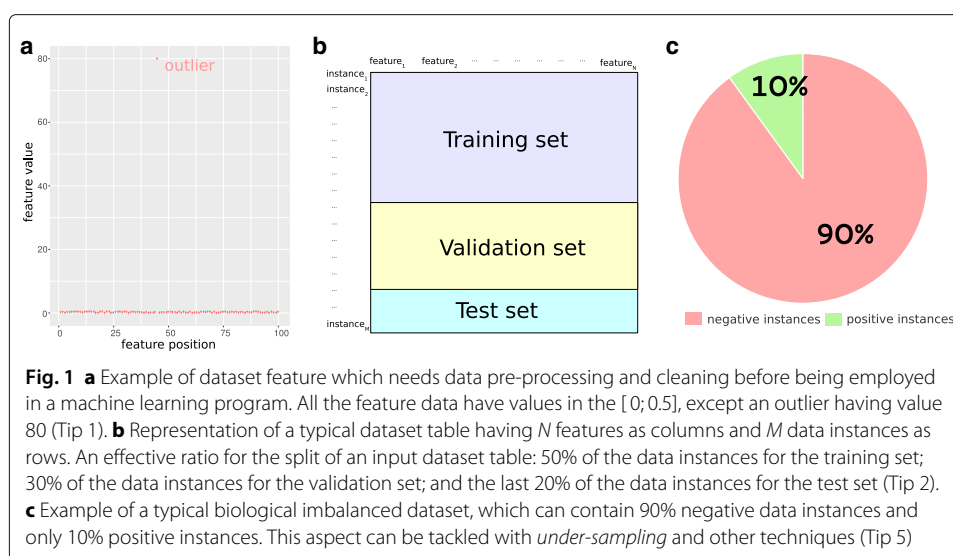 a
80
outlier
60
40
20
0
feature value
0 25 50 75 100
feature position
b
feature1 feature2 ... ... ... ... ... ... featureN
instance1
instance2
...
...
...
...
...
...
...
...
...
...
...
...
...
instanceM
Training set
Validation set
Test set
c
10%
90%
negative instances positive instances
Fig. 1 a Example of dataset feature which needs data pre-processing and cleaning before being employed
in a machine learning program. All the feature data have values in the [ 0; 0.5], except an outlier having value
80 (Tip 1). b Representation of a typical dataset table having N features as columns and M data instances as
rows. An effective ratio for the split of an input dataset table: 50% of the data instances for the training set;
30% of the data instances for the validation set; and the last 20% of the data instances for the test set (Tip 2).
c Example of a typical biological imbalanced dataset, which can contain 90% negative data instances and
only 10% positive instances. This aspect can be tackled with under-sampling and other techniques (Tip 5)